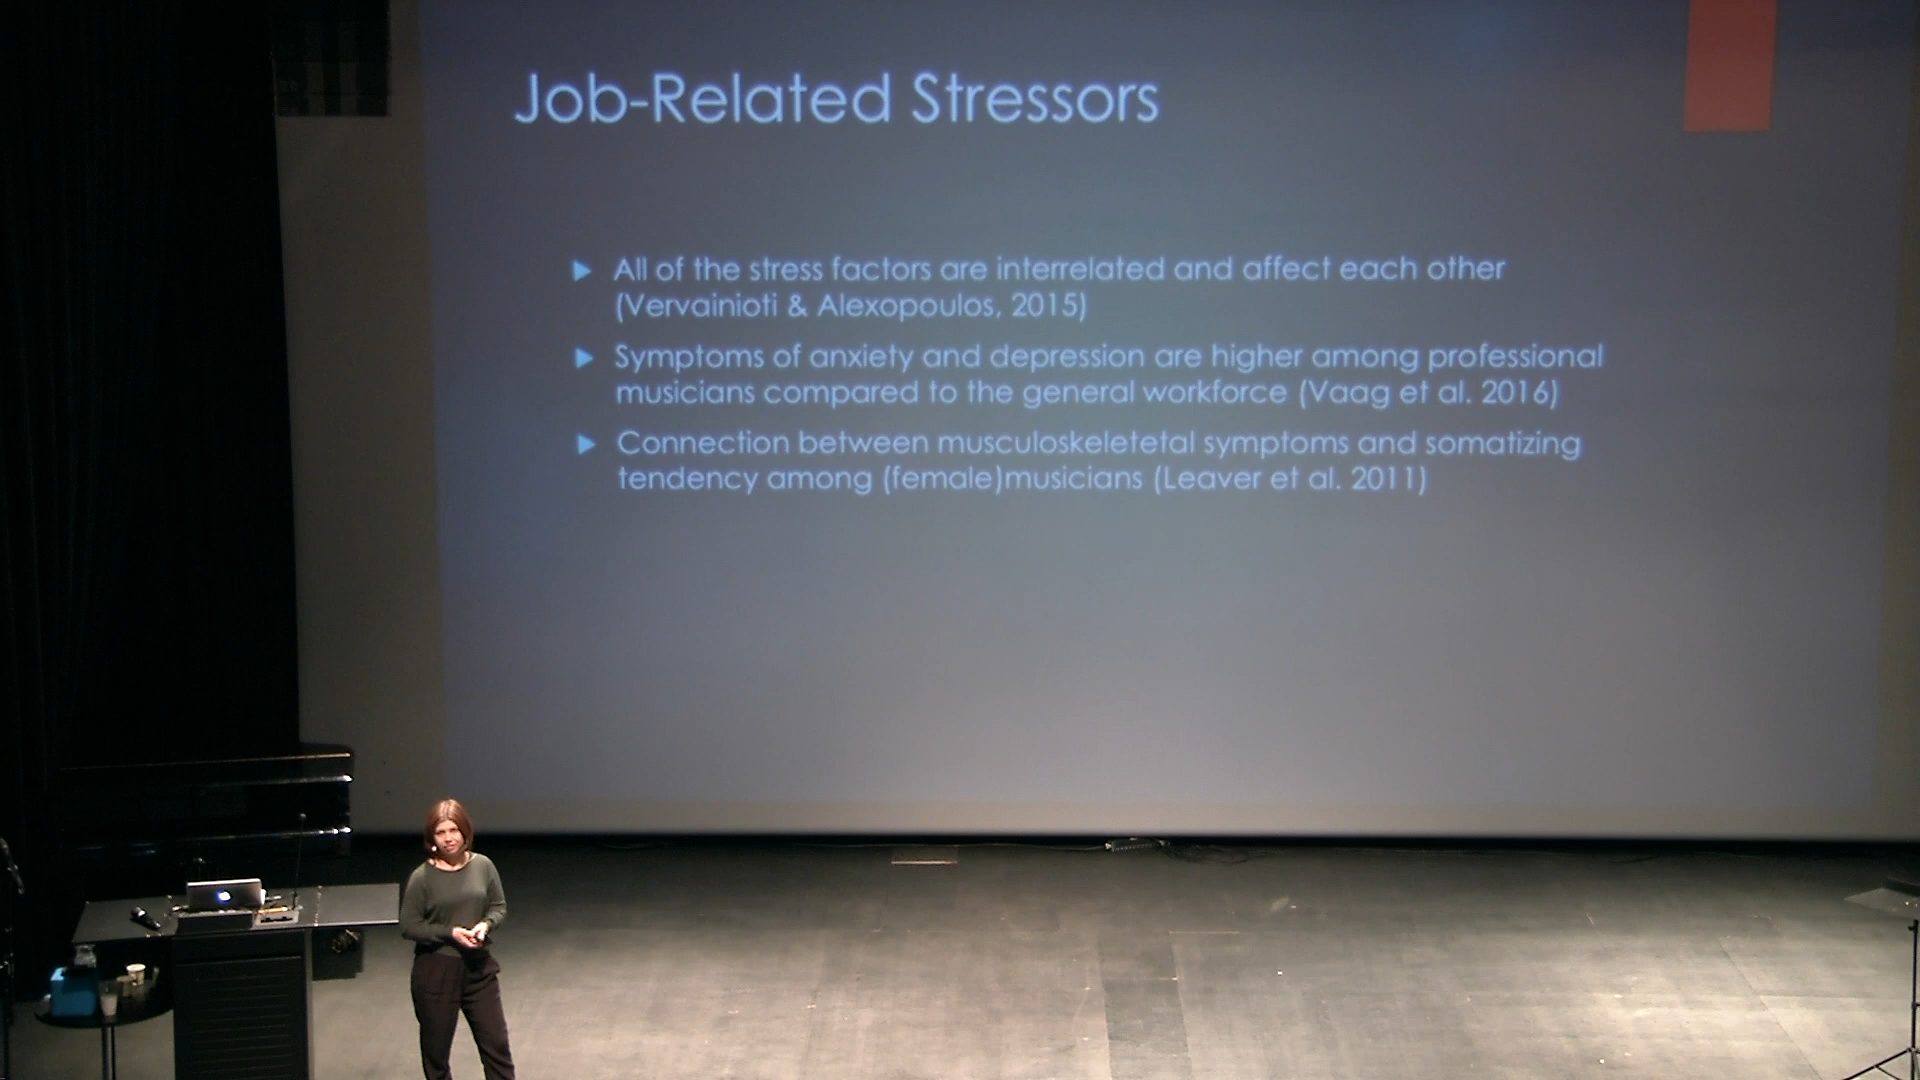 Job-Related Stressors
All of the stress factors are interrelated and affect each other
(Vervainioti & Alexopoulos, 2015)
Symptoms of anxiety and depression are higher among professional
musicians compared to the general workforce (Vaag et al. 2016)
Connection between musculoskeletetal symptoms and somatizing
tendency among (female)musicians (Leaver et al. 2011)